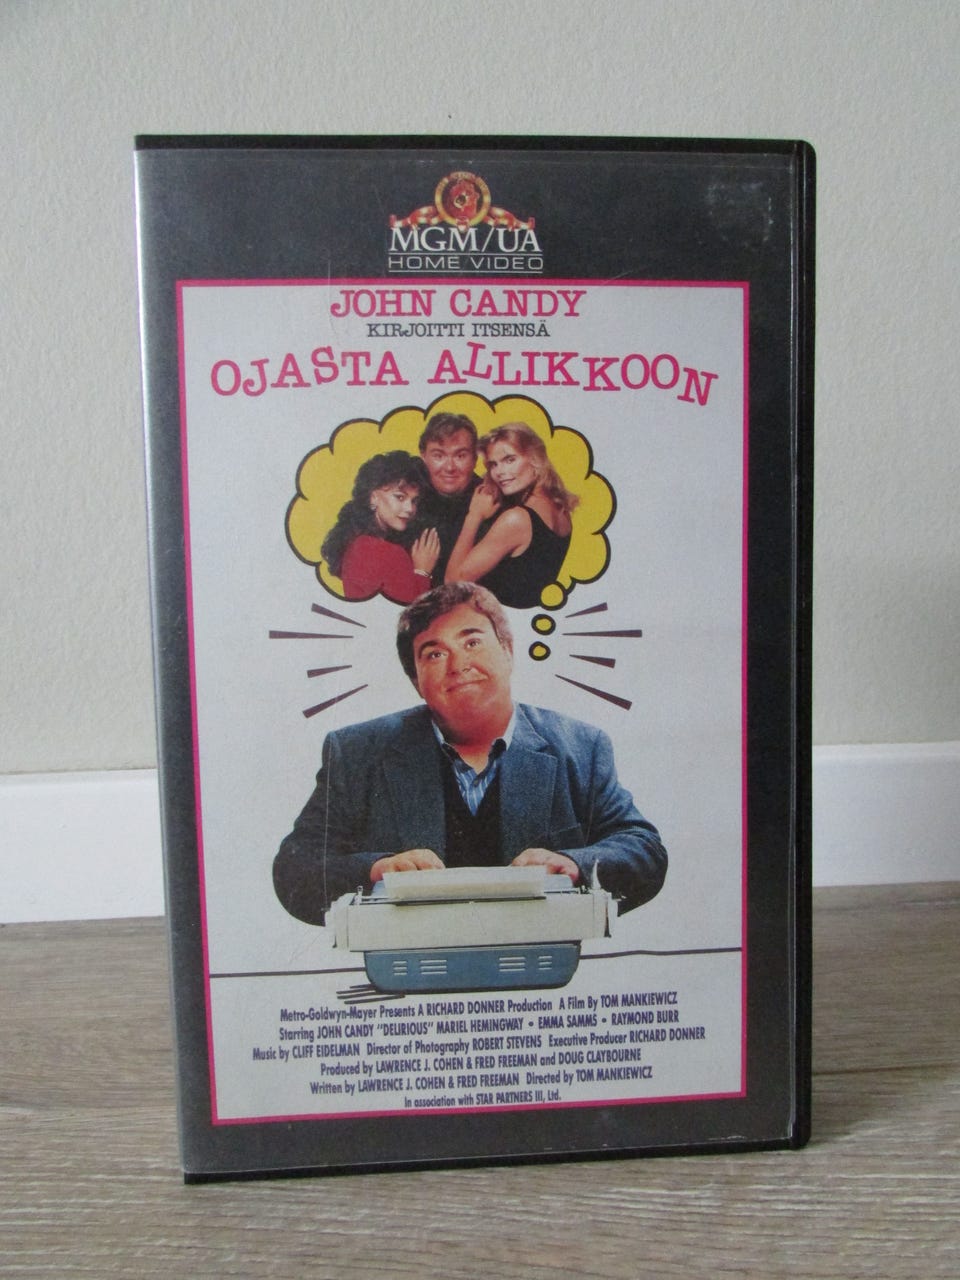 MGM/UA
HOME VIDEO
JOHN CANDY
KIRJOITTI ITSENSÄ
OJASTA ALLIKKOON
Metro-Goldwyn-Mayer Presents A RICHARD DONNER Production A Film By TOM MANKIEWICZ
Starring JOHN CANDY "DELIRIOUS" MARIEL HEMINGWAY • EMMA SAMMS • RAYMOND BURR
Music by CLIFF EIDELMAN Director of Photography ROBERT STEVENS Executive Producer RICHARD DONNER
Produced by LAWRENCE J. COHEN & FRED FREEMAN and DOUG CLAYBOURNE
Written by LAWRENCE J. COHEN & FRED FREEMAN Directed by TOM MANKIEWICZ
In association with STAR PARTNERS III, Ltd.